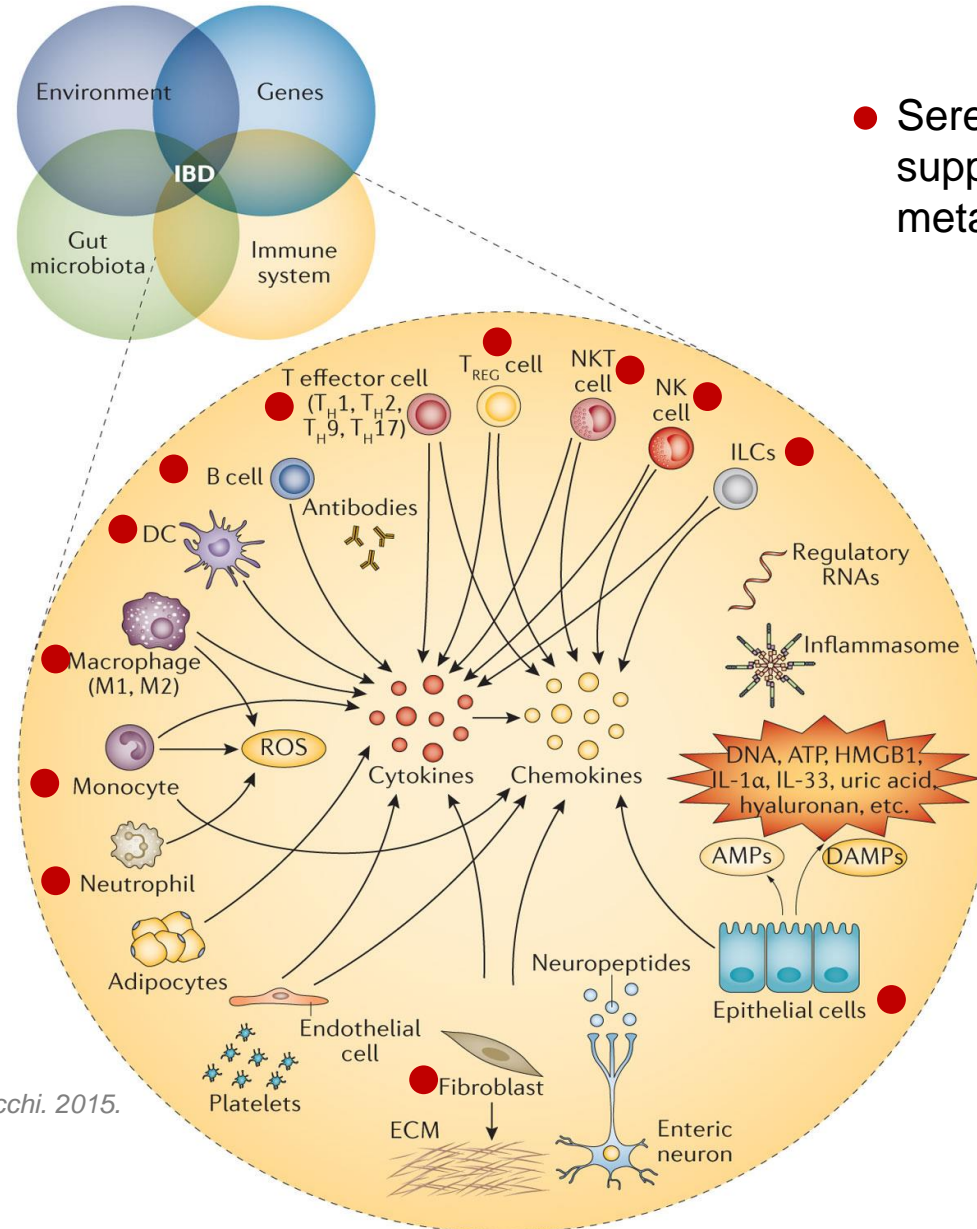 Environment
Genes
IBD
Gut
microbiota
Immune
system
supp
meta
T effector cell
(TH1, TH2,
TH9, TH17)
TREG cell
NKT
cell
NK
cell
ILCs
B cell
Antibodies
DC
Regulatory
RNAs
Macrophage
(M1, M2)
Inflammasome
ROS
Monocyte
Cytokines
Chemokines
DNA, ATP, HMGB1,
IL-1α, IL-33, uric acid,
hyaluronan, etc.
AMPs
DAMPs
Neutrophil
Adipocytes
Neuropeptides
Epithelial cells
Endothelial
cell
Platelets
Fibroblast
cchi. 2015.
ECM
Enteric
neuron